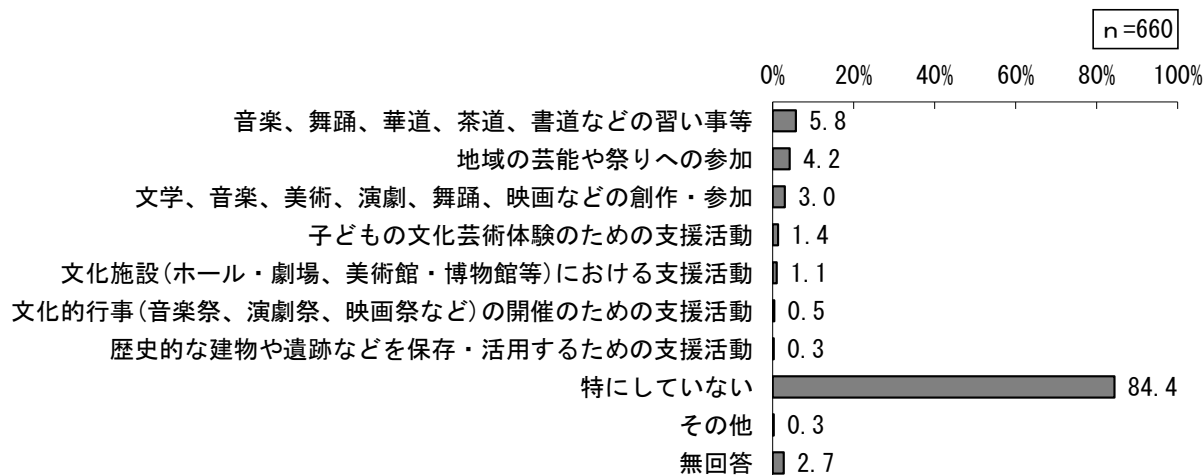 ｎ=660
0% 20% 40% 60% 80% 100%
音楽、舞踊、華道、茶道、書道などの習い事等 5.8
地域の芸能や祭りへの参加 4.2
文学、音楽、美術、演劇、舞踊、映画などの創作・参加 3.0
子どもの文化芸術体験のための支援活動 1.4
文化施設(ホール・劇場、美術館・博物館等)における支援活動 1.1
文化的行事(音楽祭、演劇祭、映画祭など)の開催のための支援活動 0.5
歴史的な建物や遺跡などを保存・活用するための支援活動 0.3
特にしていない 84.4
その他 0.3
無回答 2.7